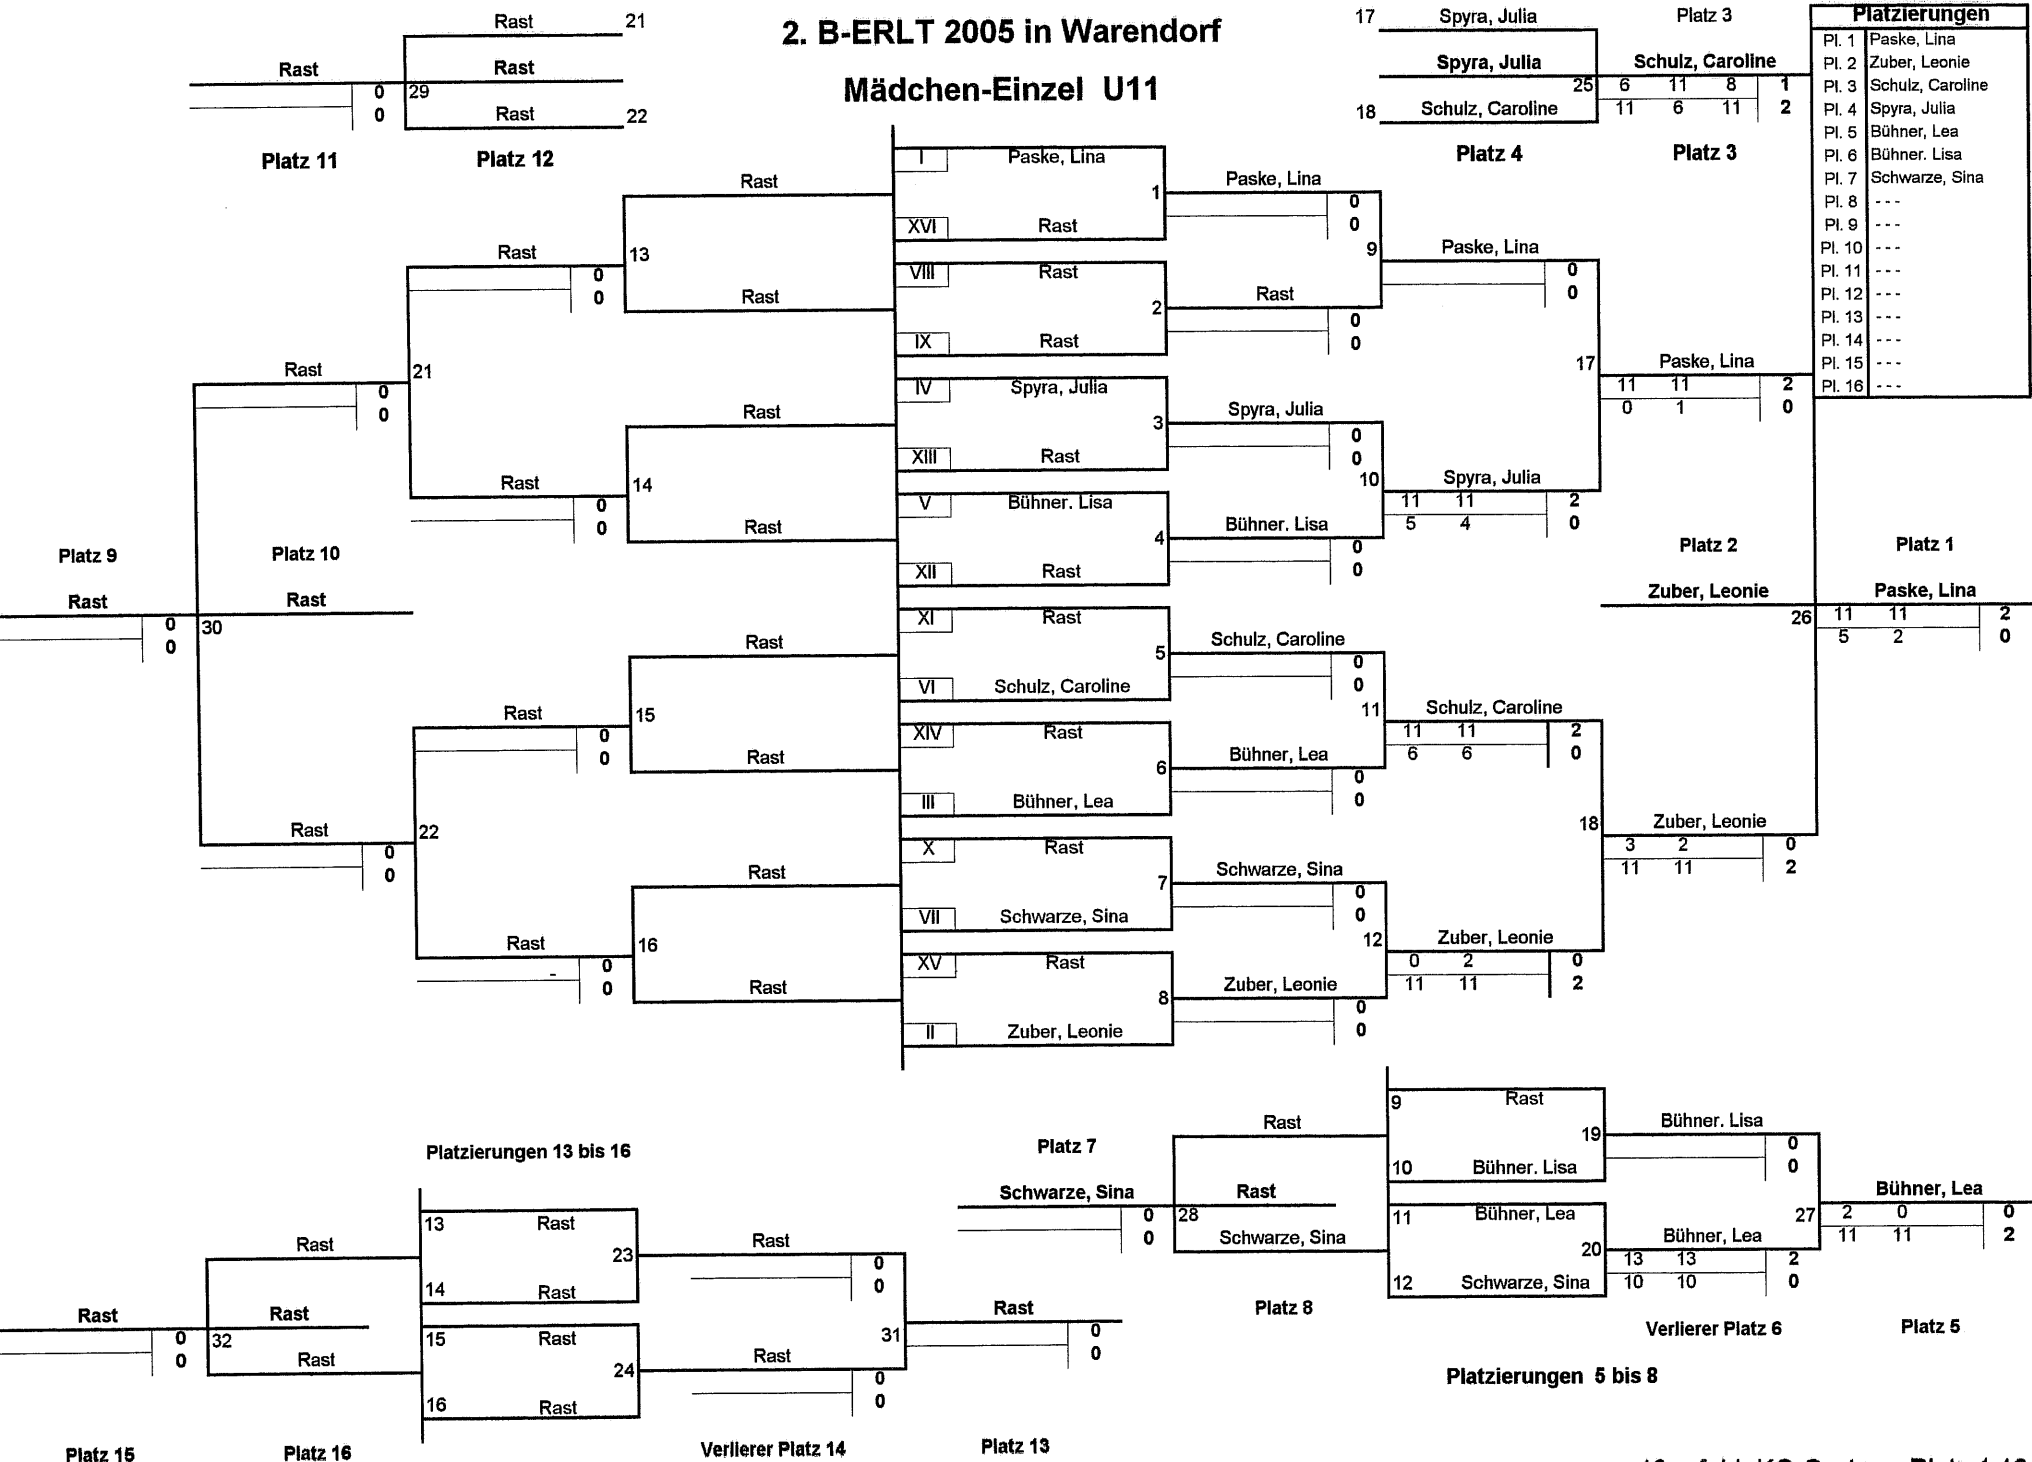 2. B-ERLT 2005 in Warendorf
Mädchen-Einzel U11
Rast 21
Rast
Rast
0 29
0
Rast 22
Platz 11 Platz 12
17 Spyra, Julia Platz 3
Spyra, Julia Schulz, Caroline
25 6 11 8 1
18 Schulz, Caroline 11 6 11 2
Platz 4 Platz 3
Platzierungen
Pl. 1 Paske, Lina
Pl. 2 Zuber, Leonie
Pl. 3 Schulz, Caroline
Pl. 4 Spyra, Julia
Pl. 5 Bühner, Lea
Pl. 6 Bühner. Lisa
Pl. 7 Schwarze, Sina
Pl. 8 - - -
Pl. 9 - - -
Pl. 10 - - -
Pl. 11 - - -
Pl. 12 - - -
Pl. 13 - - -
Pl. 14 - - -
Pl. 15 - - -
Pl. 16 - - -
I Paske, Lina
1
XVI Rast
VIII Rast
2
IX Rast
IV Spyra, Julia
3
XIII Rast
V Bühner. Lisa
4
XII Rast
XI Rast
5
VI Schulz, Caroline
XIV Rast
6
III Bühner, Lea
X Rast
7
VII Schwarze, Sina
XV Rast
8
II Zuber, Leonie
Paske, Lina
0
0
9
Rast
0
0
Spyra, Julia
0
0
10
Bühner. Lisa
0
0
Schulz, Caroline
0
0
11
Bühner, Lea
0
0
Schwarze, Sina
0
0
12
Zuber, Leonie
0
0
Paske, Lina
0
0
17
Spyra, Julia
11 11 2
5 4 0
Schulz, Caroline
11 11 2
6 6 0
18
Zuber, Leonie
0 2 0
11 11 2
Paske, Lina
11 11 2
0 1 0
Platz 2 Platz 1
Zuber, Leonie Paske, Lina
26 11 11 2
5 2 0
Zuber, Leonie
3 2 0
11 11 2
Rast
13
Rast
Rast
14
Rast
Rast
15
Rast
Rast
16
Rast
Rast
0
0
21
Rast
0
0
Rast
0
0
22
Rast
0
0
Rast
0
0
Platz 9 Platz 10
Rast Rast
0 30
0
Rast
0
0
Platzierungen 13 bis 16
13 Rast
23
14 Rast
15 Rast
24
16 Rast
Rast
0
0
31
Rast
0
0
Rast
0
0
Rast
Rast Rast
0 32
0
Rast
Platz 15 Platz 16 Verlierer Platz 14 Platz 13
Platz 7
Rast
Schwarze, Sina Rast
0 28
0
Schwarze, Sina
Platz 8
9 Rast
19
10 Bühner. Lisa
11 Bühner, Lea
20
12 Schwarze, Sina
Bühner. Lisa
0
0
27
Bühner, Lea
13 13 2
10 10 0
Bühner, Lea
2 0 0
11 11 2
Verlierer Platz 6 Platz 5
Platzierungen 5 bis 8